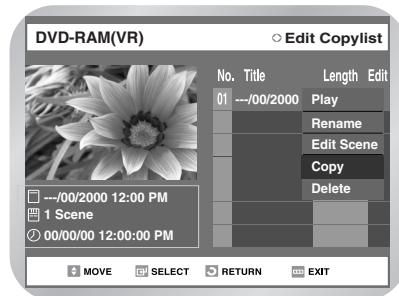 DVD-RAM(VR) Edit Copylist
No. Title Length Edit
01 ---/00/2000 Play
Rename
Edit Scene
Copy
Delete
---/00/2000 12:00 PM
1 Scene
00/00/00 12:00:00 PM
MOVE SELECT RETURN EXIT